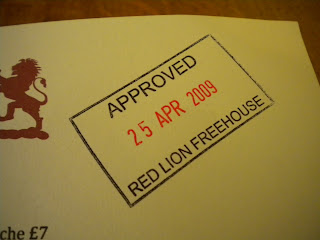 APPROVED
25 APR 2009
RED LION FREEHOUSE
che £7